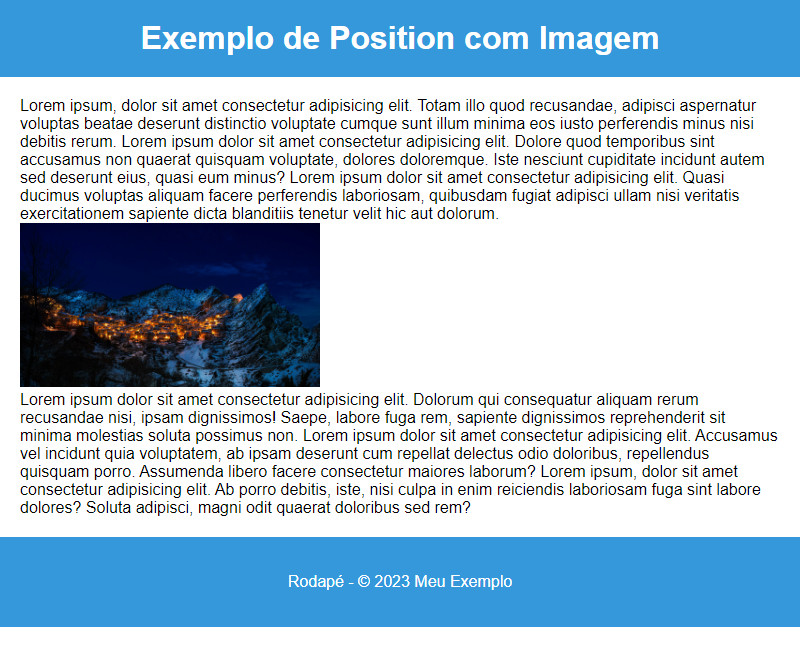 Exemplo de Position com Imagem
Lorem ipsum, dolor sit amet consectetur adipisicing elit. Totam illo quod recusandae, adipisci aspernatur
voluptas beatae deserunt distinctio voluptate cumque sunt illum minima eos iusto perferendis minus nisi
debitis rerum. Lorem ipsum dolor sit amet consectetur adipisicing elit. Dolore quod temporibus sint
accusamus non quaerat quisquam voluptate, dolores doloremque. Iste nesciunt cupiditate incidunt autem
sed deserunt eius, quasi eum minus? Lorem ipsum dolor sit amet consectetur adipisicing elit. Quasi
ducimus voluptas aliquam facere perferendis laboriosam, quibusdam fugiat adipisci ullam nisi veritatis
exercitationem sapiente dicta blanditiis tenetur velit hic aut dolorum.
Lorem ipsum dolor sit amet consectetur adipisicing elit. Dolorum qui consequatur aliquam rerum
recusandae nisi, ipsam dignissimos! Saepe, labore fuga rem, sapiente dignissimos reprehenderit sit
minima molestias soluta possimus non. Lorem ipsum dolor sit amet consectetur adipisicing elit. Accusamus
vel incidunt quia voluptatem, ab ipsam deserunt cum repellat delectus odio doloribus, repellendus
quisquam porro. Assumenda libero facere consectetur maiores laborum? Lorem ipsum, dolor sit amet
consectetur adipisicing elit. Ab porro debitis, iste, nisi culpa in enim reiciendis laboriosam fuga sint labore
dolores? Soluta adipisci, magni odit quaerat doloribus sed rem?
Rodapé - © 2023 Meu Exemplo